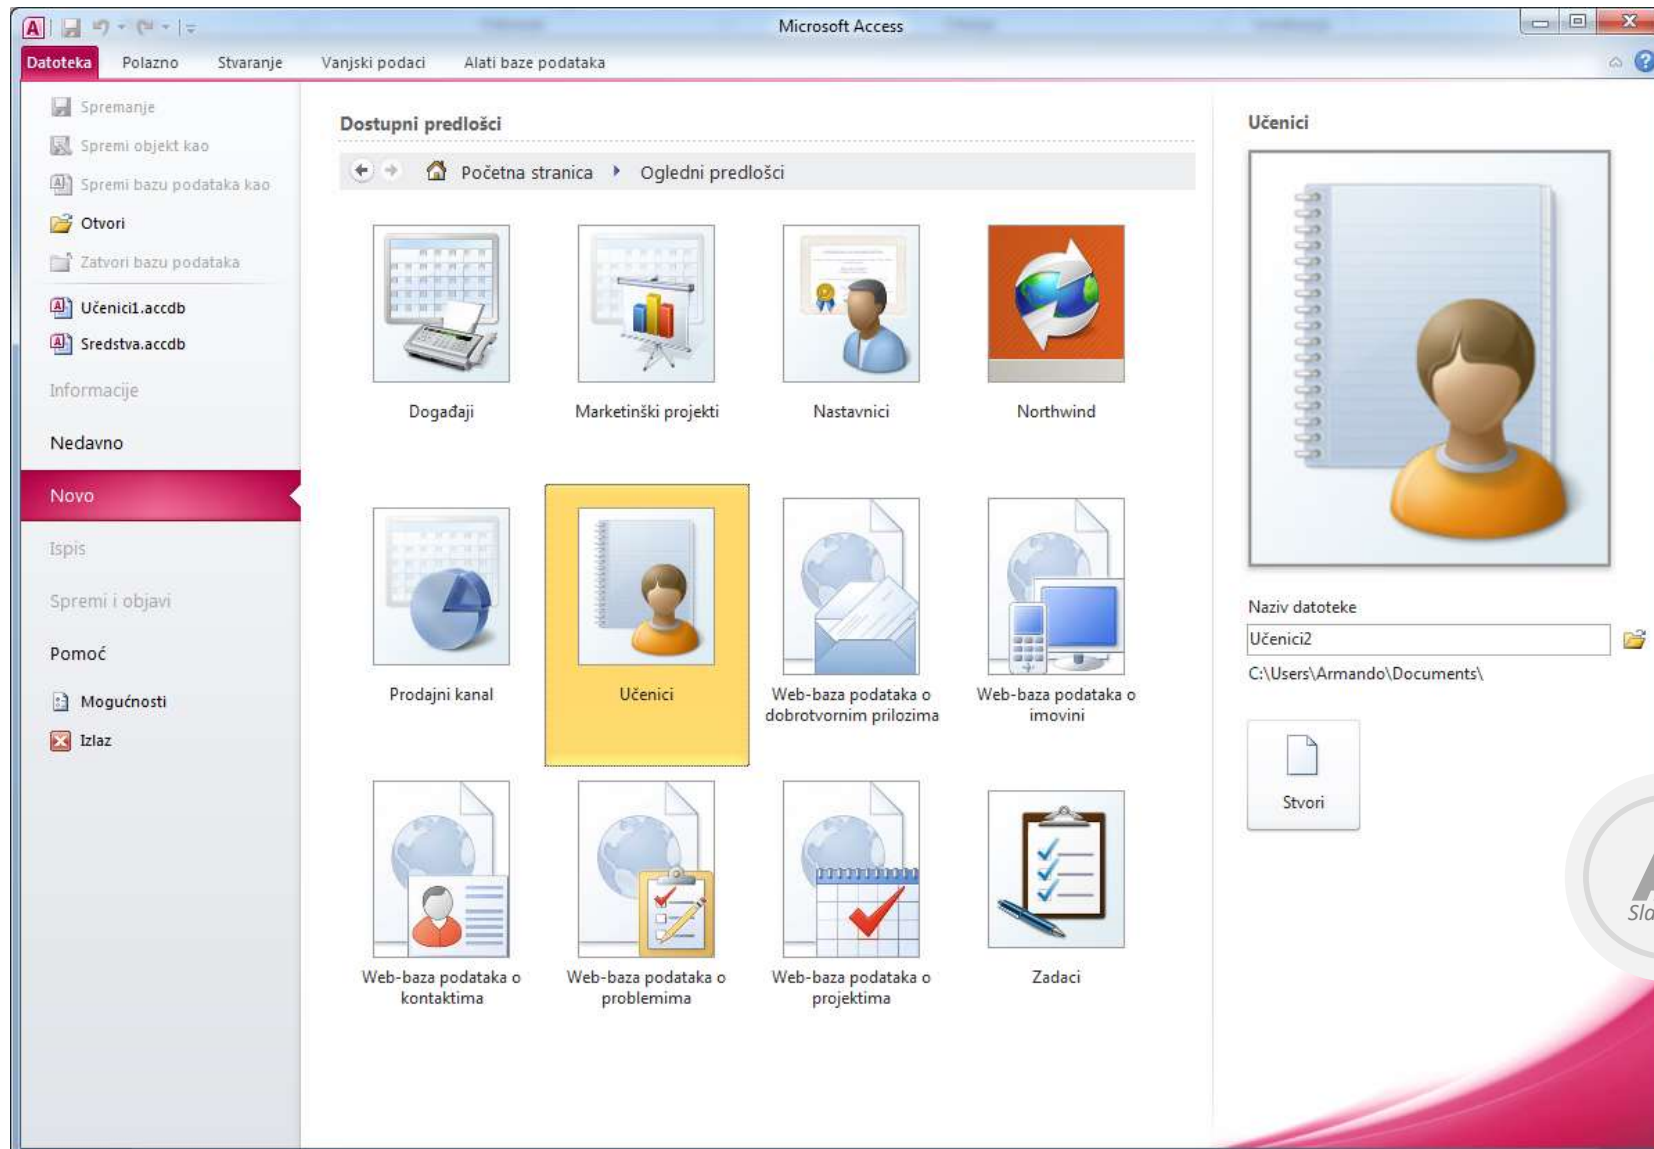 Microsoft Access
Datoteka Polazno Stvaranje Vanjski podaci Alati baze podataka
Spremanje
Spremi objekt kao
Spremi bazu podataka kao
Otvori
Zatvori bazu podataka
Učenici1.accdb
Sredstva.accdb
Informacije
Nedavno
Novo
Ispis
Spremi i objavi
Pomoć
Mogućnosti
Izlaz
Dostupni predlošci
Početna stranica Ogledni predlošci
Događaji Marketinški projekti Nastavnici Northwind
Prodajni kanal Učenici Web-baza podataka o Web-baza podataka o
dobrotvornim prilozima imovini
Web-baza podataka o Web-baza podataka o Web-baza podataka o Zadaci
kontaktima problemima projektima
Učenici
Naziv datoteke
Učenici2
C:\Users\Armando\Documents\
Stvori